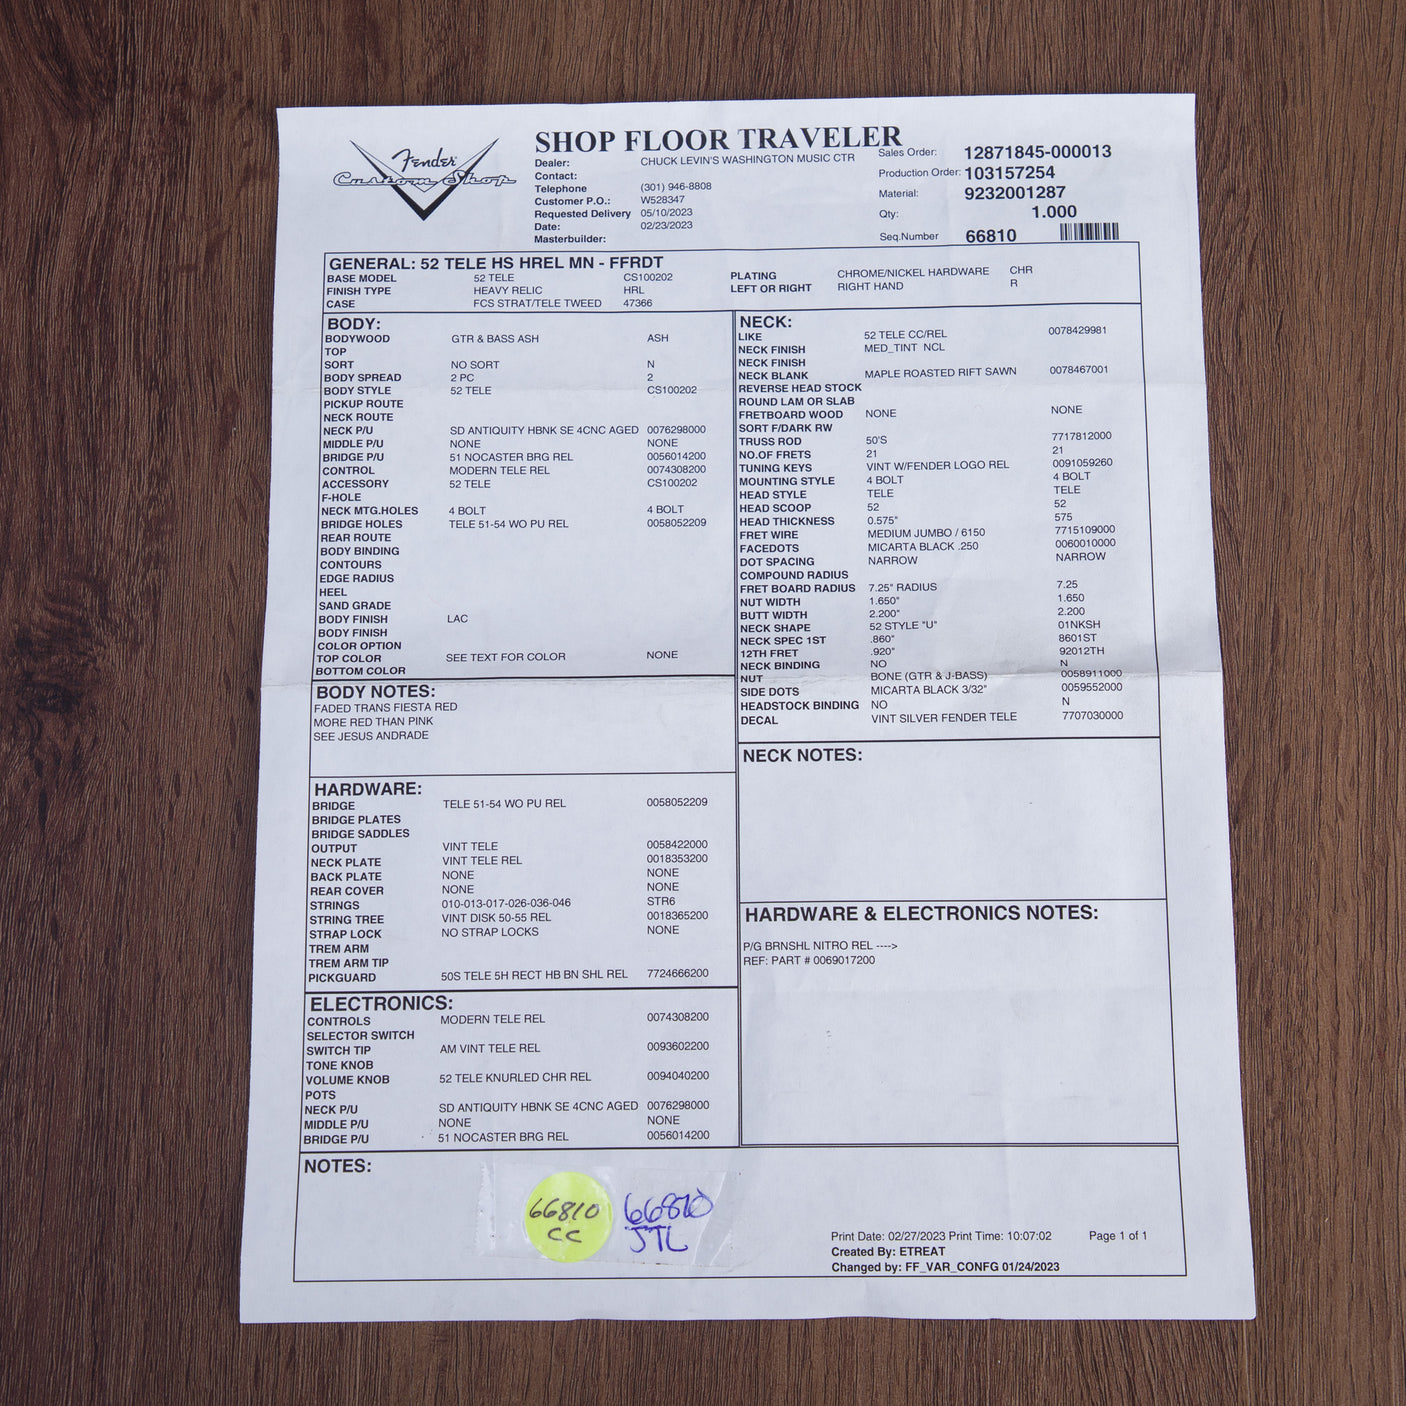 Fender
Custom Shop
SHOP FLOOR TRAVELER
Dealer: CHUCK LEVIN'S WASHINGTON MUSIC CTR
Contact:
Telephone (301) 946-8808
Customer P.O.: W528347
Requested Delivery 05/10/2023
Date: 02/23/2023
Masterbuilder:
Sales Order: 12871845-000013
Production Order: 103157254
Material: 9232001287
Qty: 1.000
Seq.Number 66810
GENERAL: 52 TELE HS HREL MN - FFRDT
BASE MODEL 52 TELE CS100202
FINISH TYPE HEAVY RELIC HRL
CASE FCS STRAT/TELE TWEED 47366
PLATING CHROME/NICKEL HARDWARE CHR
LEFT OR RIGHT RIGHT HAND R
BODY:
BODYWOOD GTR & BASS ASH ASH
TOP
SORT NO SORT N
BODY SPREAD 2 PC 2
BODY STYLE 52 TELE CS100202
PICKUP ROUTE
NECK ROUTE
NECK P/U SD ANTIQUITY HBNK SE 4CNC AGED 0076298000
MIDDLE P/U NONE NONE
BRIDGE P/U 51 NOCASTER BRG REL 0056014200
CONTROL MODERN TELE REL 0074308200
ACCESSORY 52 TELE CS100202
F-HOLE
NECK MTG.HOLES 4 BOLT 4 BOLT
BRIDGE HOLES TELE 51-54 WO PU REL 0058052209
REAR ROUTE
BODY BINDING
CONTOURS
EDGE RADIUS
HEEL
SAND GRADE
BODY FINISH LAC
BODY FINISH
COLOR OPTION
TOP COLOR SEE TEXT FOR COLOR NONE
BOTTOM COLOR
BODY NOTES:
FADED TRANS FIESTA RED
MORE RED THAN PINK
SEE JESUS ANDRADE
HARDWARE:
BRIDGE TELE 51-54 WO PU REL 0058052209
BRIDGE PLATES
BRIDGE SADDLES
OUTPUT VINT TELE 0058422000
NECK PLATE VINT TELE REL 0018353200
BACK PLATE NONE NONE
REAR COVER NONE NONE
STRINGS 010-013-017-026-036-046 STR6
STRING TREE VINT DISK 50-55 REL 0018365200
STRAP LOCK NO STRAP LOCKS NONE
TREM ARM
TREM ARM TIP
PICKGUARD 50S TELE 5H RECT HB BN SHL REL 7724666200
ELECTRONICS:
CONTROLS MODERN TELE REL 0074308200
SELECTOR SWITCH
SWITCH TIP AM VINT TELE REL 0093602200
TONE KNOB
VOLUME KNOB 52 TELE KNURLED CHR REL 0094040200
POTS
NECK P/U SD ANTIQUITY HBNK SE 4CNC AGED 0076298000
MIDDLE P/U NONE NONE
BRIDGE P/U 51 NOCASTER BRG REL 0056014200
NECK:
LIKE 52 TELE CC/REL 0078429981
NECK FINISH MED_TINT NCL
NECK FINISH
NECK BLANK MAPLE ROASTED RIFT SAWN 0078467001
REVERSE HEAD STOCK
ROUND LAM OR SLAB
FRETBOARD WOOD NONE NONE
SORT F/DARK RW
TRUSS ROD 50'S 7717812000
NO.OF FRETS 21 21
TUNING KEYS VINT W/FENDER LOGO REL 0091059260
MOUNTING STYLE 4 BOLT 4 BOLT
HEAD STYLE TELE TELE
HEAD SCOOP 52 52
HEAD THICKNESS 0.575" 575
FRET WIRE MEDIUM JUMBO / 6150 7715109000
FACEDOTS MICARTA BLACK .250 0060010000
DOT SPACING NARROW NARROW
COMPOUND RADIUS
FRET BOARD RADIUS 7.25" RADIUS 7.25
NUT WIDTH 1.650" 1.650
BUTT WIDTH 2.200" 2.200
NECK SHAPE 52 STYLE "U" 01NKSH
NECK SPEC 1ST .860" 8601ST
12TH FRET .920" 92012TH
NECK BINDING NO N
NUT BONE (GTR & J-BASS) 0058911000
SIDE DOTS MICARTA BLACK 3/32" 0059552000
HEADSTOCK BINDING NO N
DECAL VINT SILVER FENDER TELE 7707030000
NECK NOTES:
HARDWARE & ELECTRONICS NOTES:
P/G BRNSHL NITRO REL ---->
REF: PART # 0069017200
NOTES:
66810
CC
66810
JTL
Print Date: 02/27/2023 Print Time: 10:07:02 Page 1 of 1
Created By: ETREAT
Changed by: FF_VAR_CONFG 01/24/2023